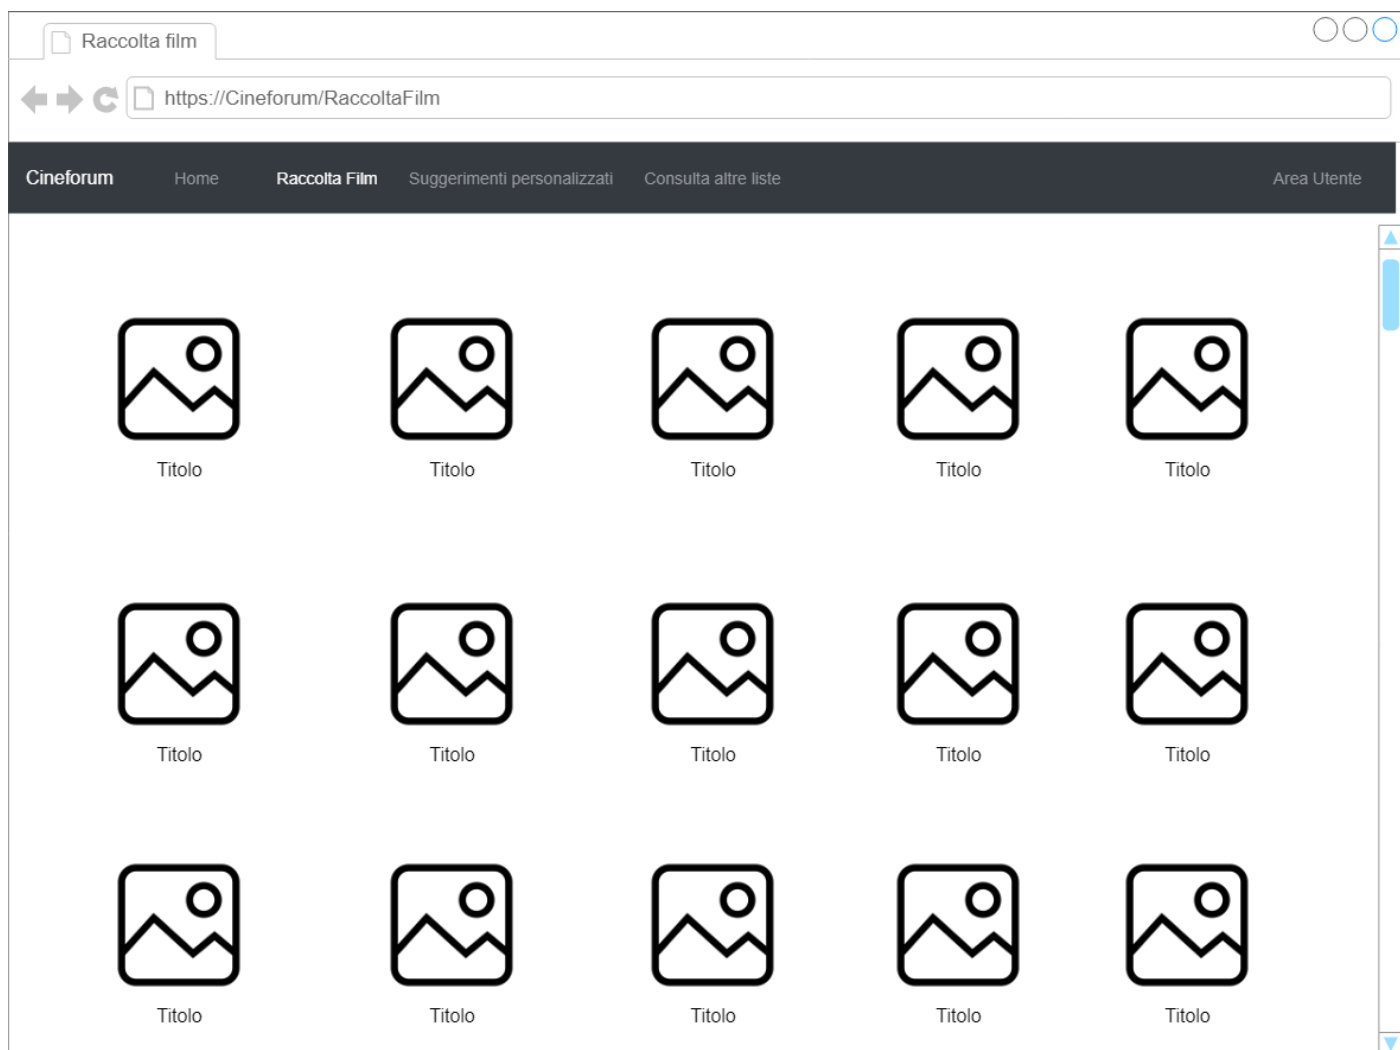 Raccolta film
https://Cineforum/RaccoltaFilm
Cineforum Home Raccolta Film Suggerimenti personalizzati Consulta altre liste Area Utente
Titolo Titolo Titolo Titolo Titolo
Titolo Titolo Titolo Titolo Titolo
Titolo Titolo Titolo Titolo Titolo